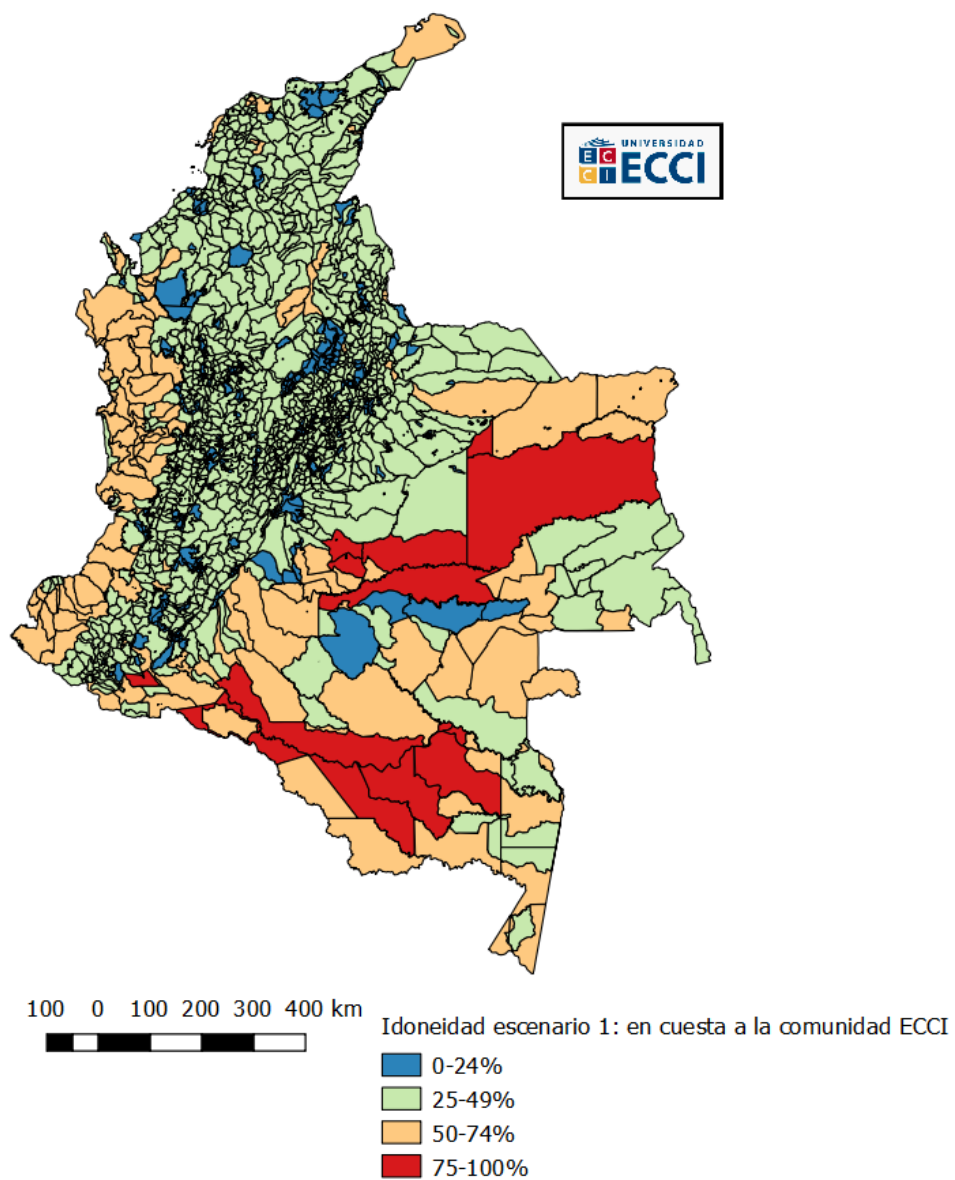 UNIVERSIDAD
ECCI
E C
C I
100 0 100 200 300 400 km
Idoneidad escenario 1: en cuesta a la comunidad ECCI
0-24%
25-49%
50-74%
75-100%